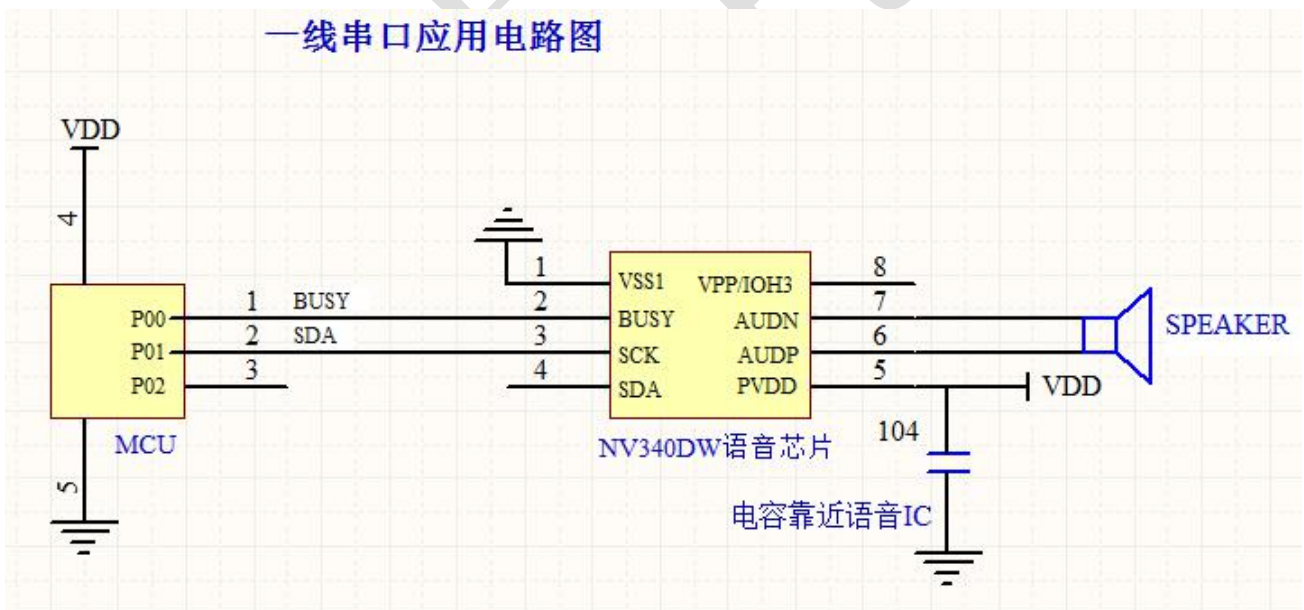 一线串口应用电路图
VDD
4
P00
P01
P02
1 BUSY
2 SDA
3
MCU
5
1
2
3
4
VSS1 VPP/IOH3
BUSY AUDN
SCK AUDP
SDA PVDD
8
7
6
5
NV340DW语音芯片
SPEAKER
VDD
104
电容靠近语音IC